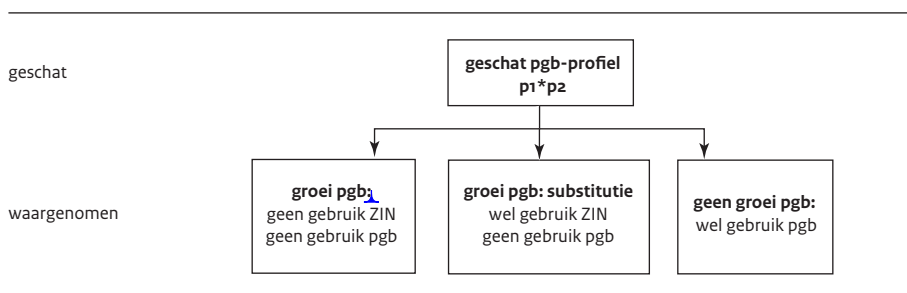 geschat
geschat pgb-profiel
p1*p2
waargenomen
groei pgb:
geen gebruik ZIN
geen gebruik pgb
groei pgb: substitutie
wel gebruik ZIN
geen gebruik pgb
geen groei pgb:
wel gebruik pgb